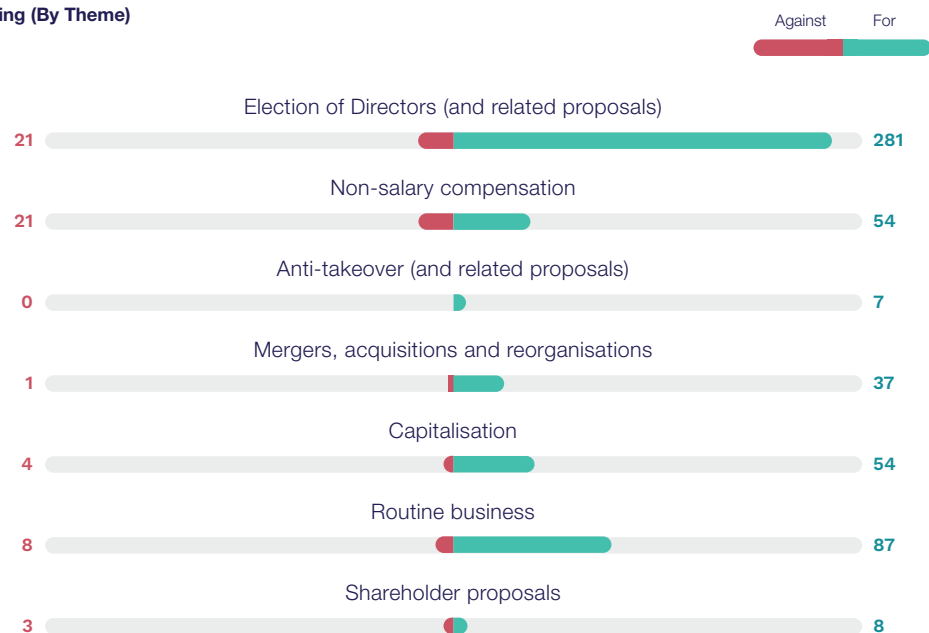 ing (By Theme)
Against For
Election of Directors (and related proposals)
21 281
Non-salary compensation
21 54
Anti-takeover (and related proposals)
0 7
Mergers, acquisitions and reorganisations
1 37
Capitalisation
4 54
Routine business
8 87
Shareholder proposals
3 8